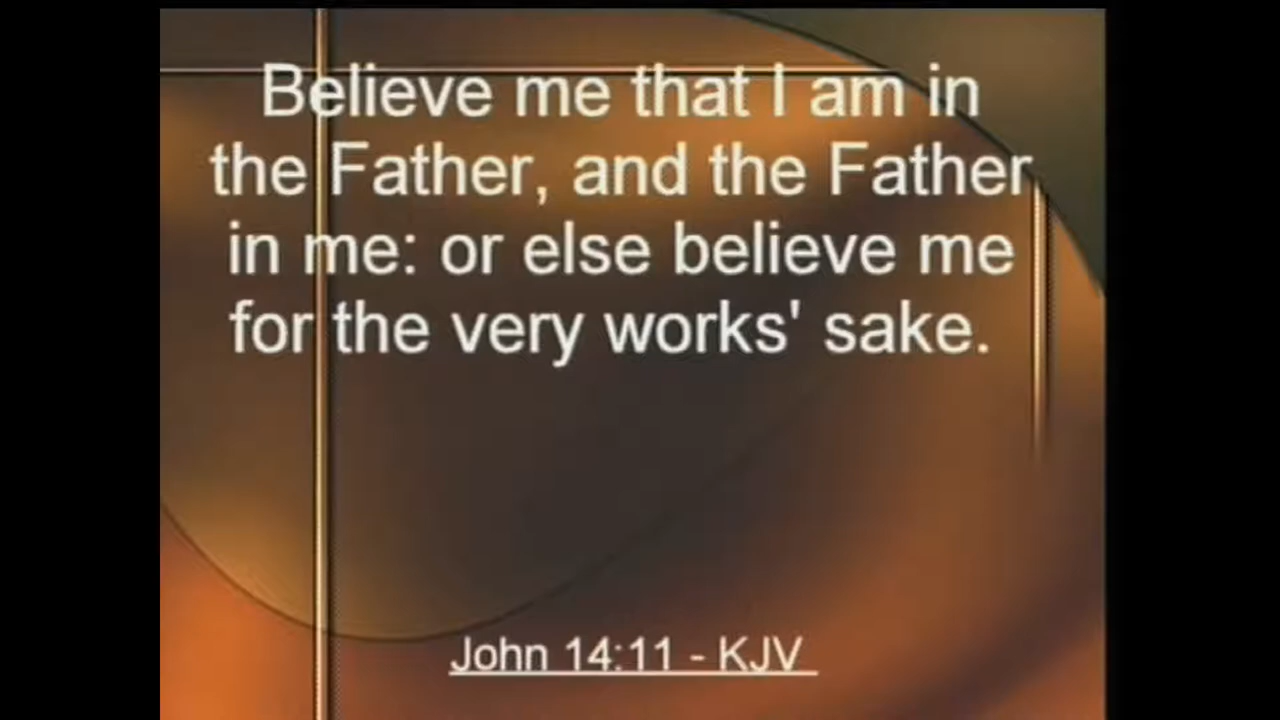 Believe me that I am in
the Father, and the Father
in me: or else believe me
for the very works' sake.
John 14:11 - KJV